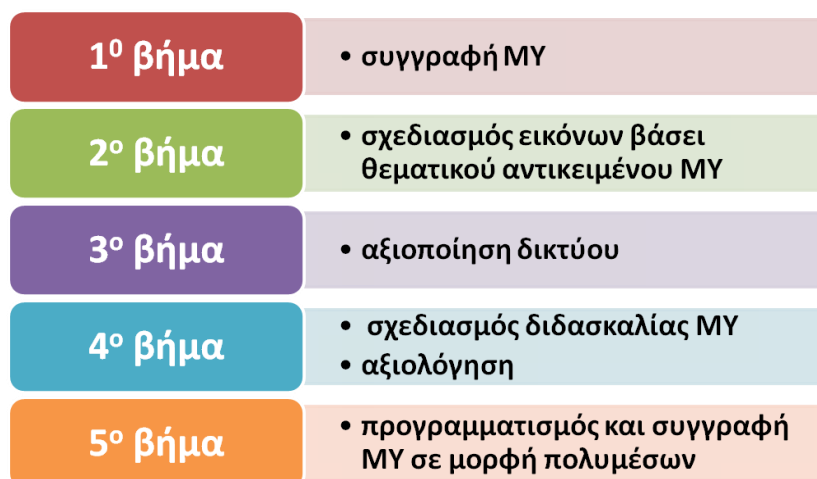 1⁰ βήμα
• συγγραφή ΜΥ
2ο βήμα
• σχεδιασμός εικόνων βάσει
θεματικού αντικειμένου ΜΥ
3ο βήμα
• αξιοποίηση δικτύου
4ο βήμα
• σχεδιασμός διδασκαλίας ΜΥ
• αξιολόγηση
5ο βήμα
• προγραμματισμός και συγγραφή
ΜΥ σε μορφή πολυμέσων